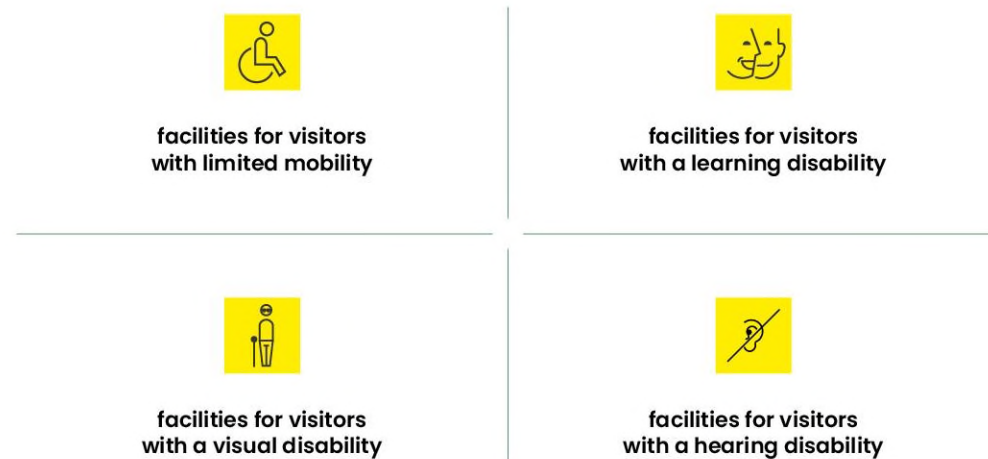 facilities for visitors
with limited mobility
facilities for visitors
with a learning disability
facilities for visitors
with a visual disability
facilities for visitors
with a hearing disability